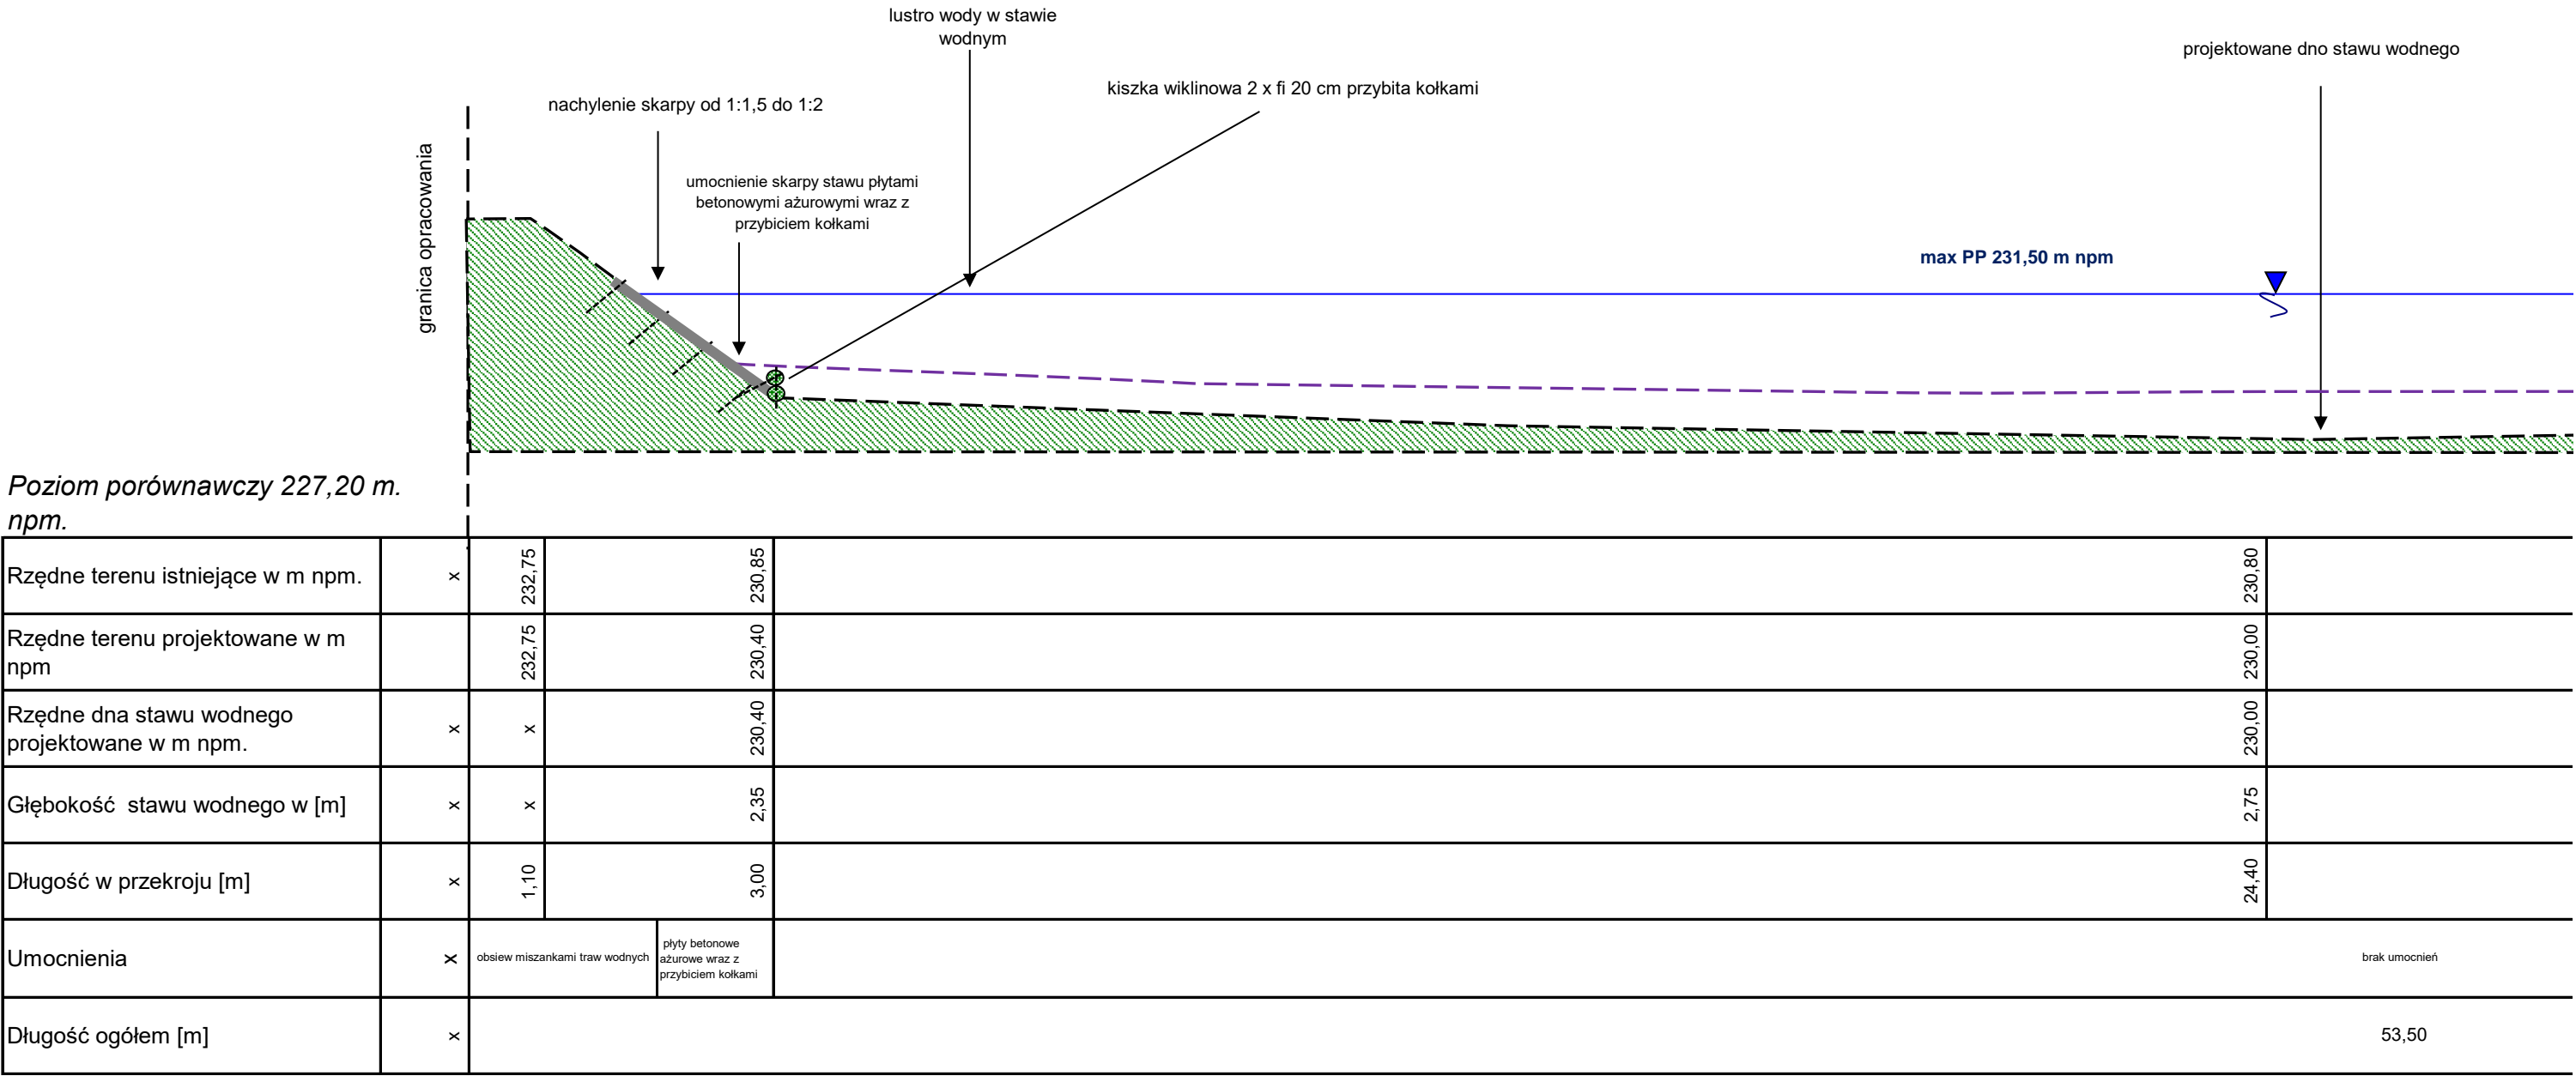 lustro wody w stawie
wodnym
projektowane dno stawu wodnego
kiszka wiklinowa 2 x fi 20 cm przybita kołkami
nachylenie skarpy od 1:1,5 do 1:2
granica opracowania
umocnienie skarpy stawu płytami
betonowymi ażurowymi wraz z
przybiciem kołkami
max PP 231,50 m npm
Poziom porównawczy 227,20 m.
npm.
Rzędne terenu istniejące w m npm.
x
232,75
230,85
230,80
Rzędne terenu projektowane w m
npm
232,75
230,40
230,00
Rzędne dna stawu wodnego
projektowane w m npm.
x
x
230,40
230,00
Głębokość stawu wodnego w [m]
x
x
2,35
2,75
Długość w przekroju [m]
x
1,10
3,00
24,40
Umocnienia
x
obsiew miszankami traw wodnych
płyty betonowe
ażurowe wraz z
przybiciem kołkami
brak umocnień
Długość ogółem [m]
x
53,50